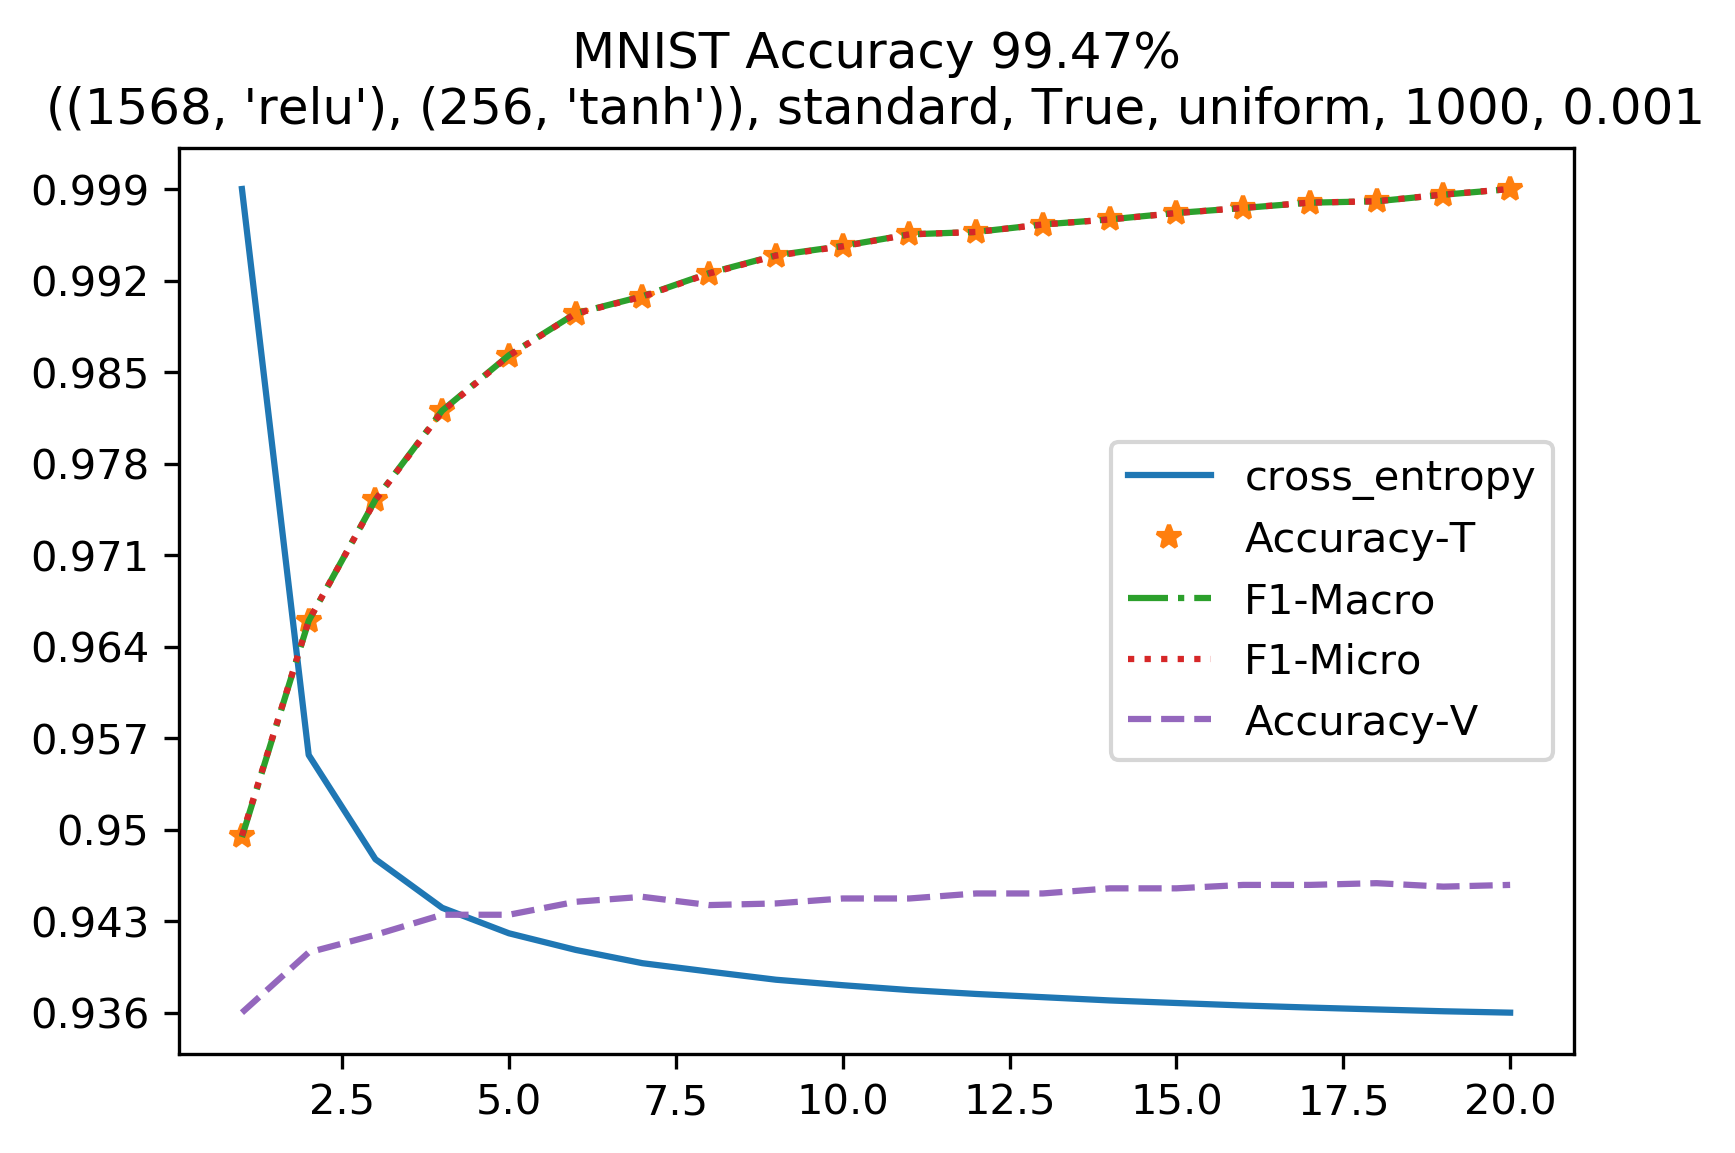 MNIST Accuracy 99.47%
((1568, 'relu'), (256, 'tanh')), standard, True, uniform, 1000, 0.001
0.999
0.992
0.985
0.978
0.971
0.964
0.957
0.95
0.943
0.936
cross_entropy
Accuracy-T
F1-Macro
F1-Micro
Accuracy-V
2.5 5.0 7.5 10.0 12.5 15.0 17.5 20.0